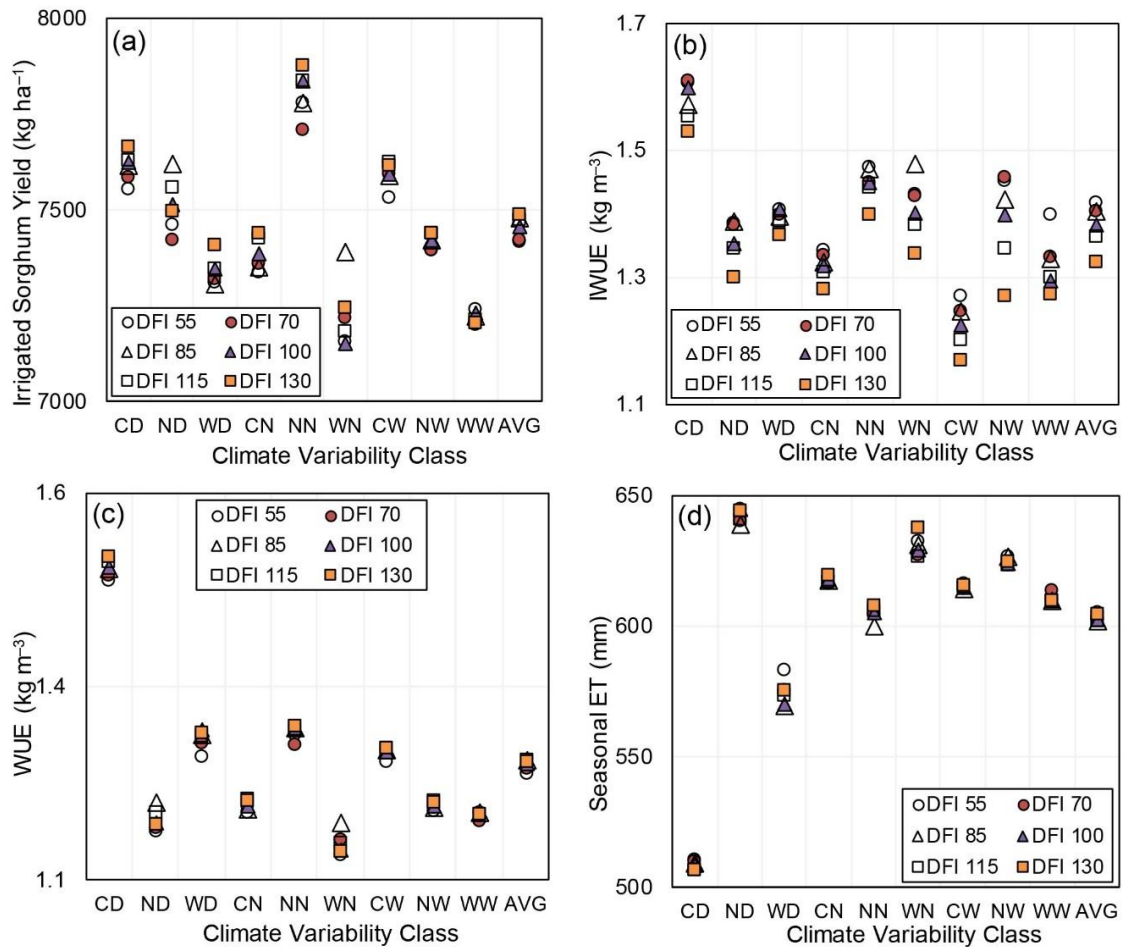 (a)
Irrigated Sorghum Yield (kg ha⁻¹)
8000
7500
7000
DFI 55 DFI 70
DFI 85 DFI 100
DFI 115 DFI 130
CD ND WD CN NN WN CW NW WW AVG
Climate Variability Class
(b)
IWUE (kg m⁻³)
1.7
1.5
1.3
1.1
DFI 55 DFI 70
DFI 85 DFI 100
DFI 115 DFI 130
CD ND WD CN NN WN CW NW WW AVG
Climate Variability Class
(c)
WUE (kg m⁻³)
1.6
1.4
1.1
DFI 55 DFI 70
DFI 85 DFI 100
DFI 115 DFI 130
CD ND WD CN NN WN CW NW WW AVG
Climate Variability Class
(d)
Seasonal ET (mm)
650
600
550
500
DFI 55 DFI 70
DFI 85 DFI 100
DFI 115 DFI 130
CD ND WD CN NN WN CW NW WW AVG
Climate Variability Class